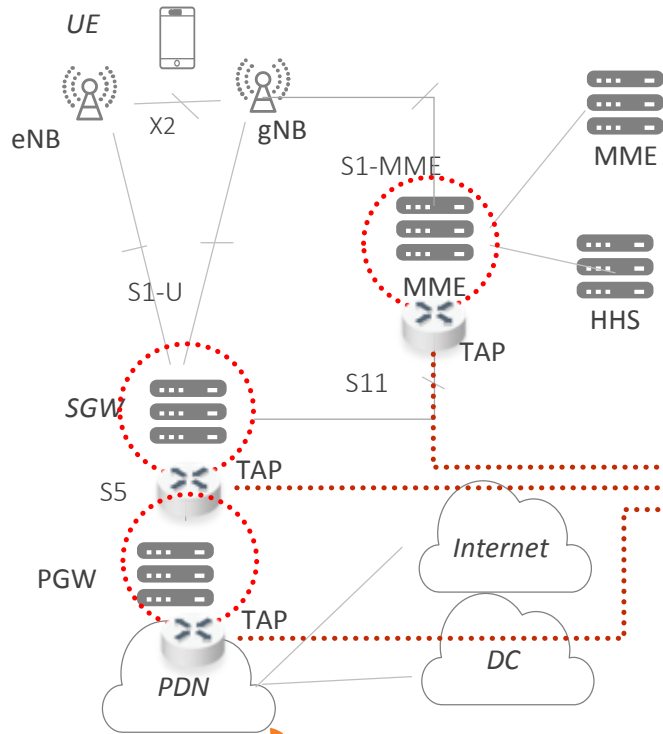 UE
eNB
X2
gNB
MME
S1-MME
MME
HHS
S1-U
TAP
S11
SGW
TAP
S5
Internet
PGW
TAP
DC
PDN